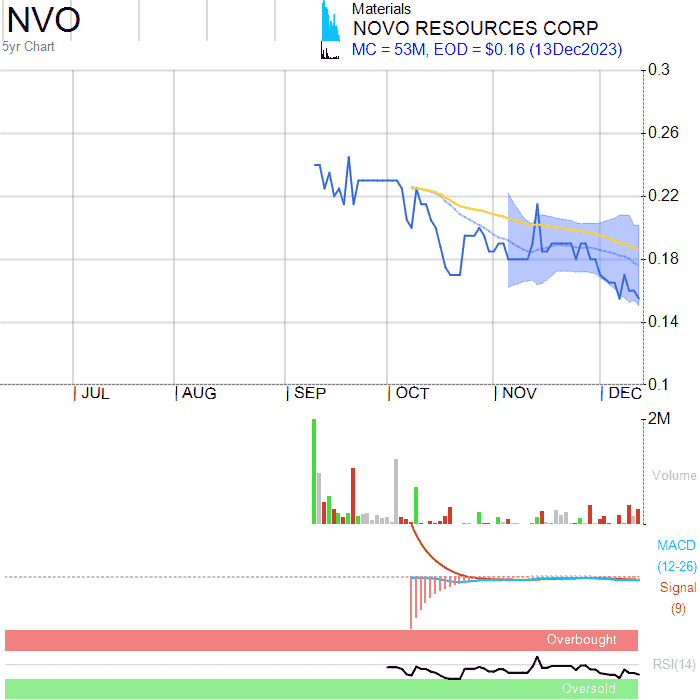 NVO
5yr Chart
Materials
NOVO RESOURCES CORP
MC = 53M, EOD = $0.16 (13Dec2023)
0.3
0.26
0.22
0.18
0.14
0.1
JUL
AUG
SEP
OCT
NOV
DEC
2M
Volume
MACD
(12-26)
Signal
(9)
Overbought
RSI(14)
Oversold